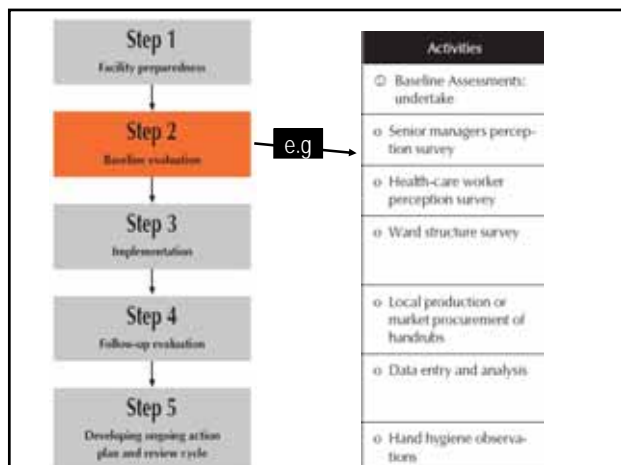 Step 1
Facility preparedness
Step 2
Baseline evaluation
Step 3
Implementation
Step 4
Follow-up evaluation
Step 5
Developing ongoing action
plan and review cycle
e.g
Activities
Baseline Assessments:
undertake
o Senior managers percep-
tion survey
o Health-care worker
perception survey
o Ward structure survey
o Local production or
market procurement of
handrubs
o Data entry and analysis
o Hand hygiene observa-
tions